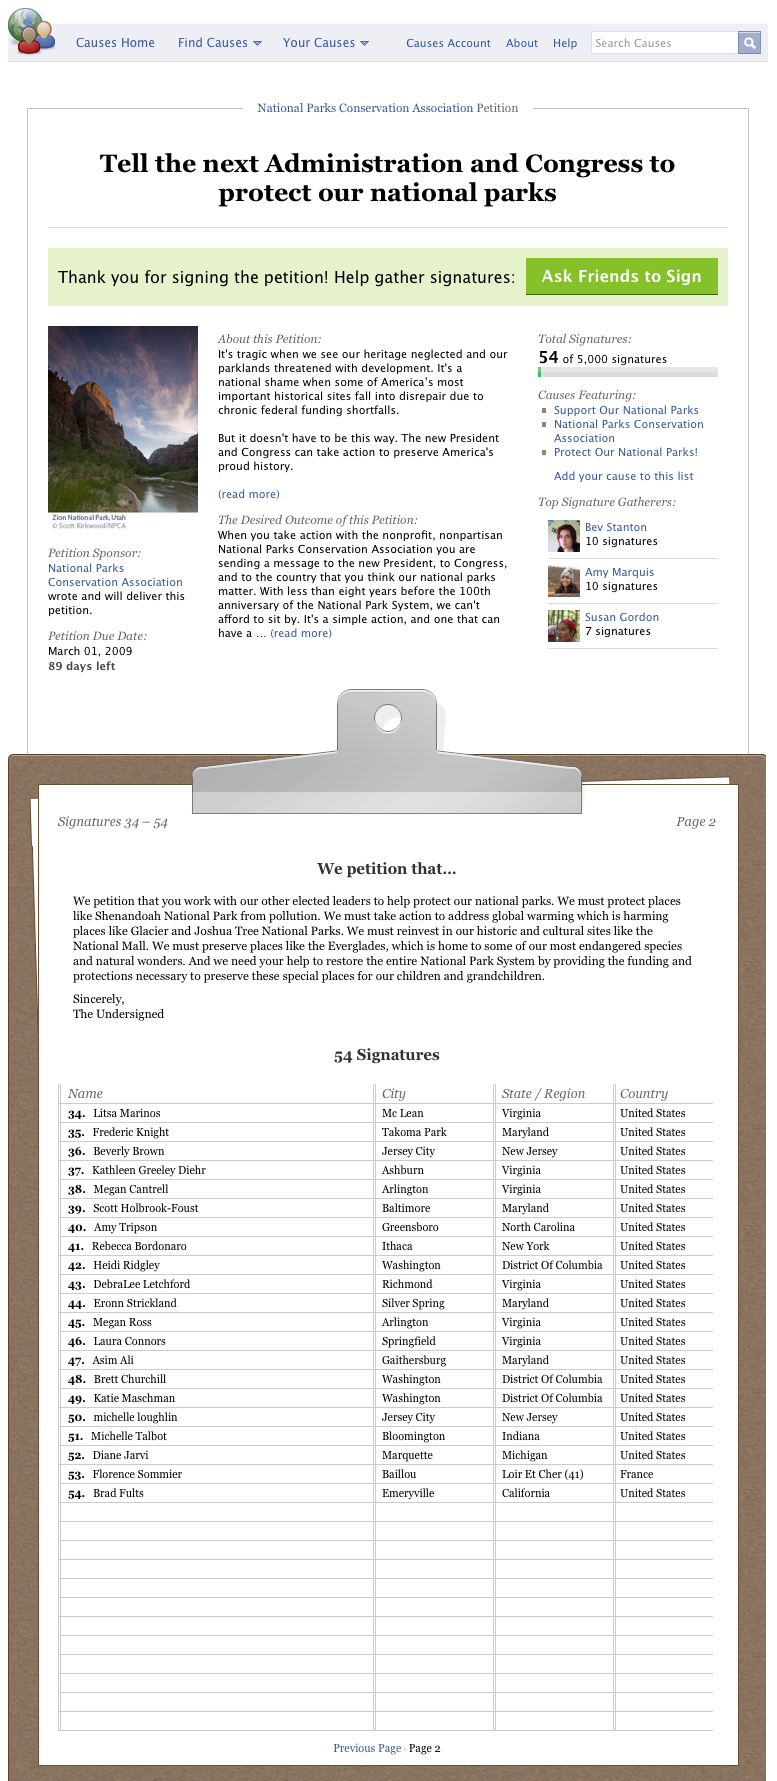 Causes Home Find Causes Your Causes Causes Account About Help Search Causes
National Parks Conservation Association Petition
Tell the next Administration and Congress to
protect our national parks
Thank you for signing the petition! Help gather signatures: Ask Friends to Sign
Zion National Park, Utah
© Scott Kirkwood/NPCA
Petition Sponsor:
National Parks
Conservation Association
wrote and will deliver this
petition.
Petition Due Date:
March 01, 2009
89 days left
About this Petition:
It's tragic when we see our heritage neglected and our
parklands threatened with development. It's a
national shame when some of America's most
important historical sites fall into disrepair due to
chronic federal funding shortfalls.
But it doesn't have to be this way. The new President
and Congress can take action to preserve America's
proud history.
(read more)
The Desired Outcome of this Petition:
When you take action with the nonprofit, nonpartisan
National Parks Conservation Association you are
sending a message to the new President, to Congress,
and to the country that you think our national parks
matter. With less than eight years before the 100th
anniversary of the National Park System, we can't
afford to sit by. It's a simple action, and one that can
have a ... (read more)
Total Signatures:
54 of 5,000 signatures
Causes Featuring:
Support Our National Parks
National Parks Conservation
Association
Protect Our National Parks!
Add your cause to this list
Top Signature Gatherers:
Bev Stanton
10 signatures
Amy Marquis
10 signatures
Susan Gordon
7 signatures
Signatures 34 – 54 Page 2
We petition that...
We petition that you work with our other elected leaders to help protect our national parks. We must protect places
like Shenandoah National Park from pollution. We must take action to address global warming which is harming
places like Glacier and Joshua Tree National Parks. We must reinvest in our historic and cultural sites like the
National Mall. We must preserve places like the Everglades, which is home to some of our most endangered species
and natural wonders. And we need your help to restore the entire National Park System by providing the funding and
protections necessary to preserve these special places for our children and grandchildren.
Sincerely,
The Undersigned
54 Signatures
Name City State / Region Country
34. Litsa Marinos Mc Lean Virginia United States
35. Frederic Knight Takoma Park Maryland United States
36. Beverly Brown Jersey City New Jersey United States
37. Kathleen Greeley Diehr Ashburn Virginia United States
38. Megan Cantrell Arlington Virginia United States
39. Scott Holbrook-Foust Baltimore Maryland United States
40. Amy Tripson Greensboro North Carolina United States
41. Rebecca Bordonaro Ithaca New York United States
42. Heidi Ridgley Washington District Of Columbia United States
43. DebraLee Letchford Richmond Virginia United States
44. Eronn Strickland Silver Spring Maryland United States
45. Megan Ross Arlington Virginia United States
46. Laura Connors Springfield Virginia United States
47. Asim Ali Gaithersburg Maryland United States
48. Brett Churchill Washington District Of Columbia United States
49. Katie Maschman Washington District Of Columbia United States
50. michelle loughlin Jersey City New Jersey United States
51. Michelle Talbot Bloomington Indiana United States
52. Diane Jarvi Marquette Michigan United States
53. Florence Sommier Baillou Loir Et Cher (41) France
54. Brad Fults Emeryville California United States
Previous Page · Page 2